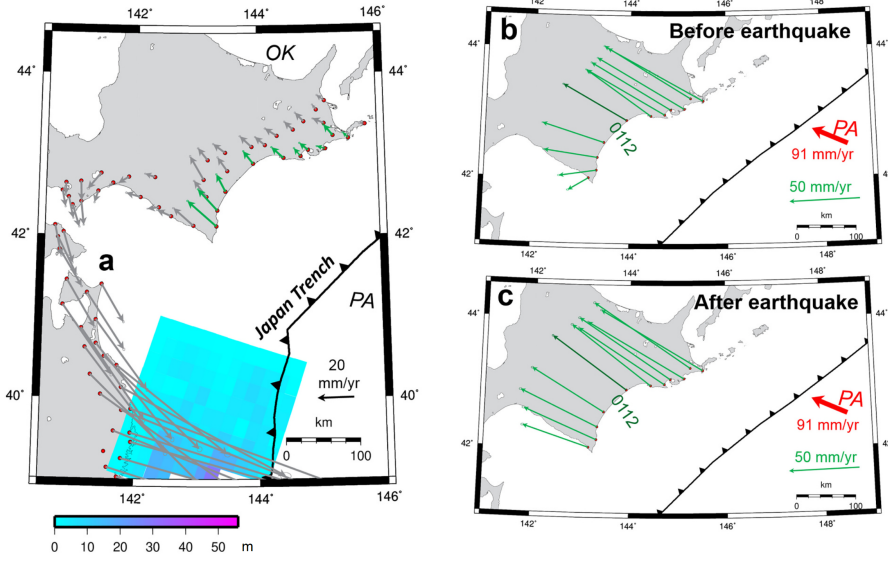 142˚ 144˚ 146˚
OK
44˚
44˚
42˚
42˚
a
Japan Trench
PA
20
mm/yr
40˚
40˚
km
0 100
142˚ 144˚ 146˚
0 10 20 30 40 50 m
142˚ 144˚ 146˚ 148˚
b
Before earthquake
44˚
44˚
0112
PA
91 mm/yr
50 mm/yr
42˚
42˚
km
0 100
142˚ 144˚ 146˚ 148˚
142˚ 144˚ 146˚ 148˚
c
After earthquake
44˚
44˚
0112
PA
91 mm/yr
50 mm/yr
42˚
42˚
km
0 100
142˚ 144˚ 146˚ 148˚